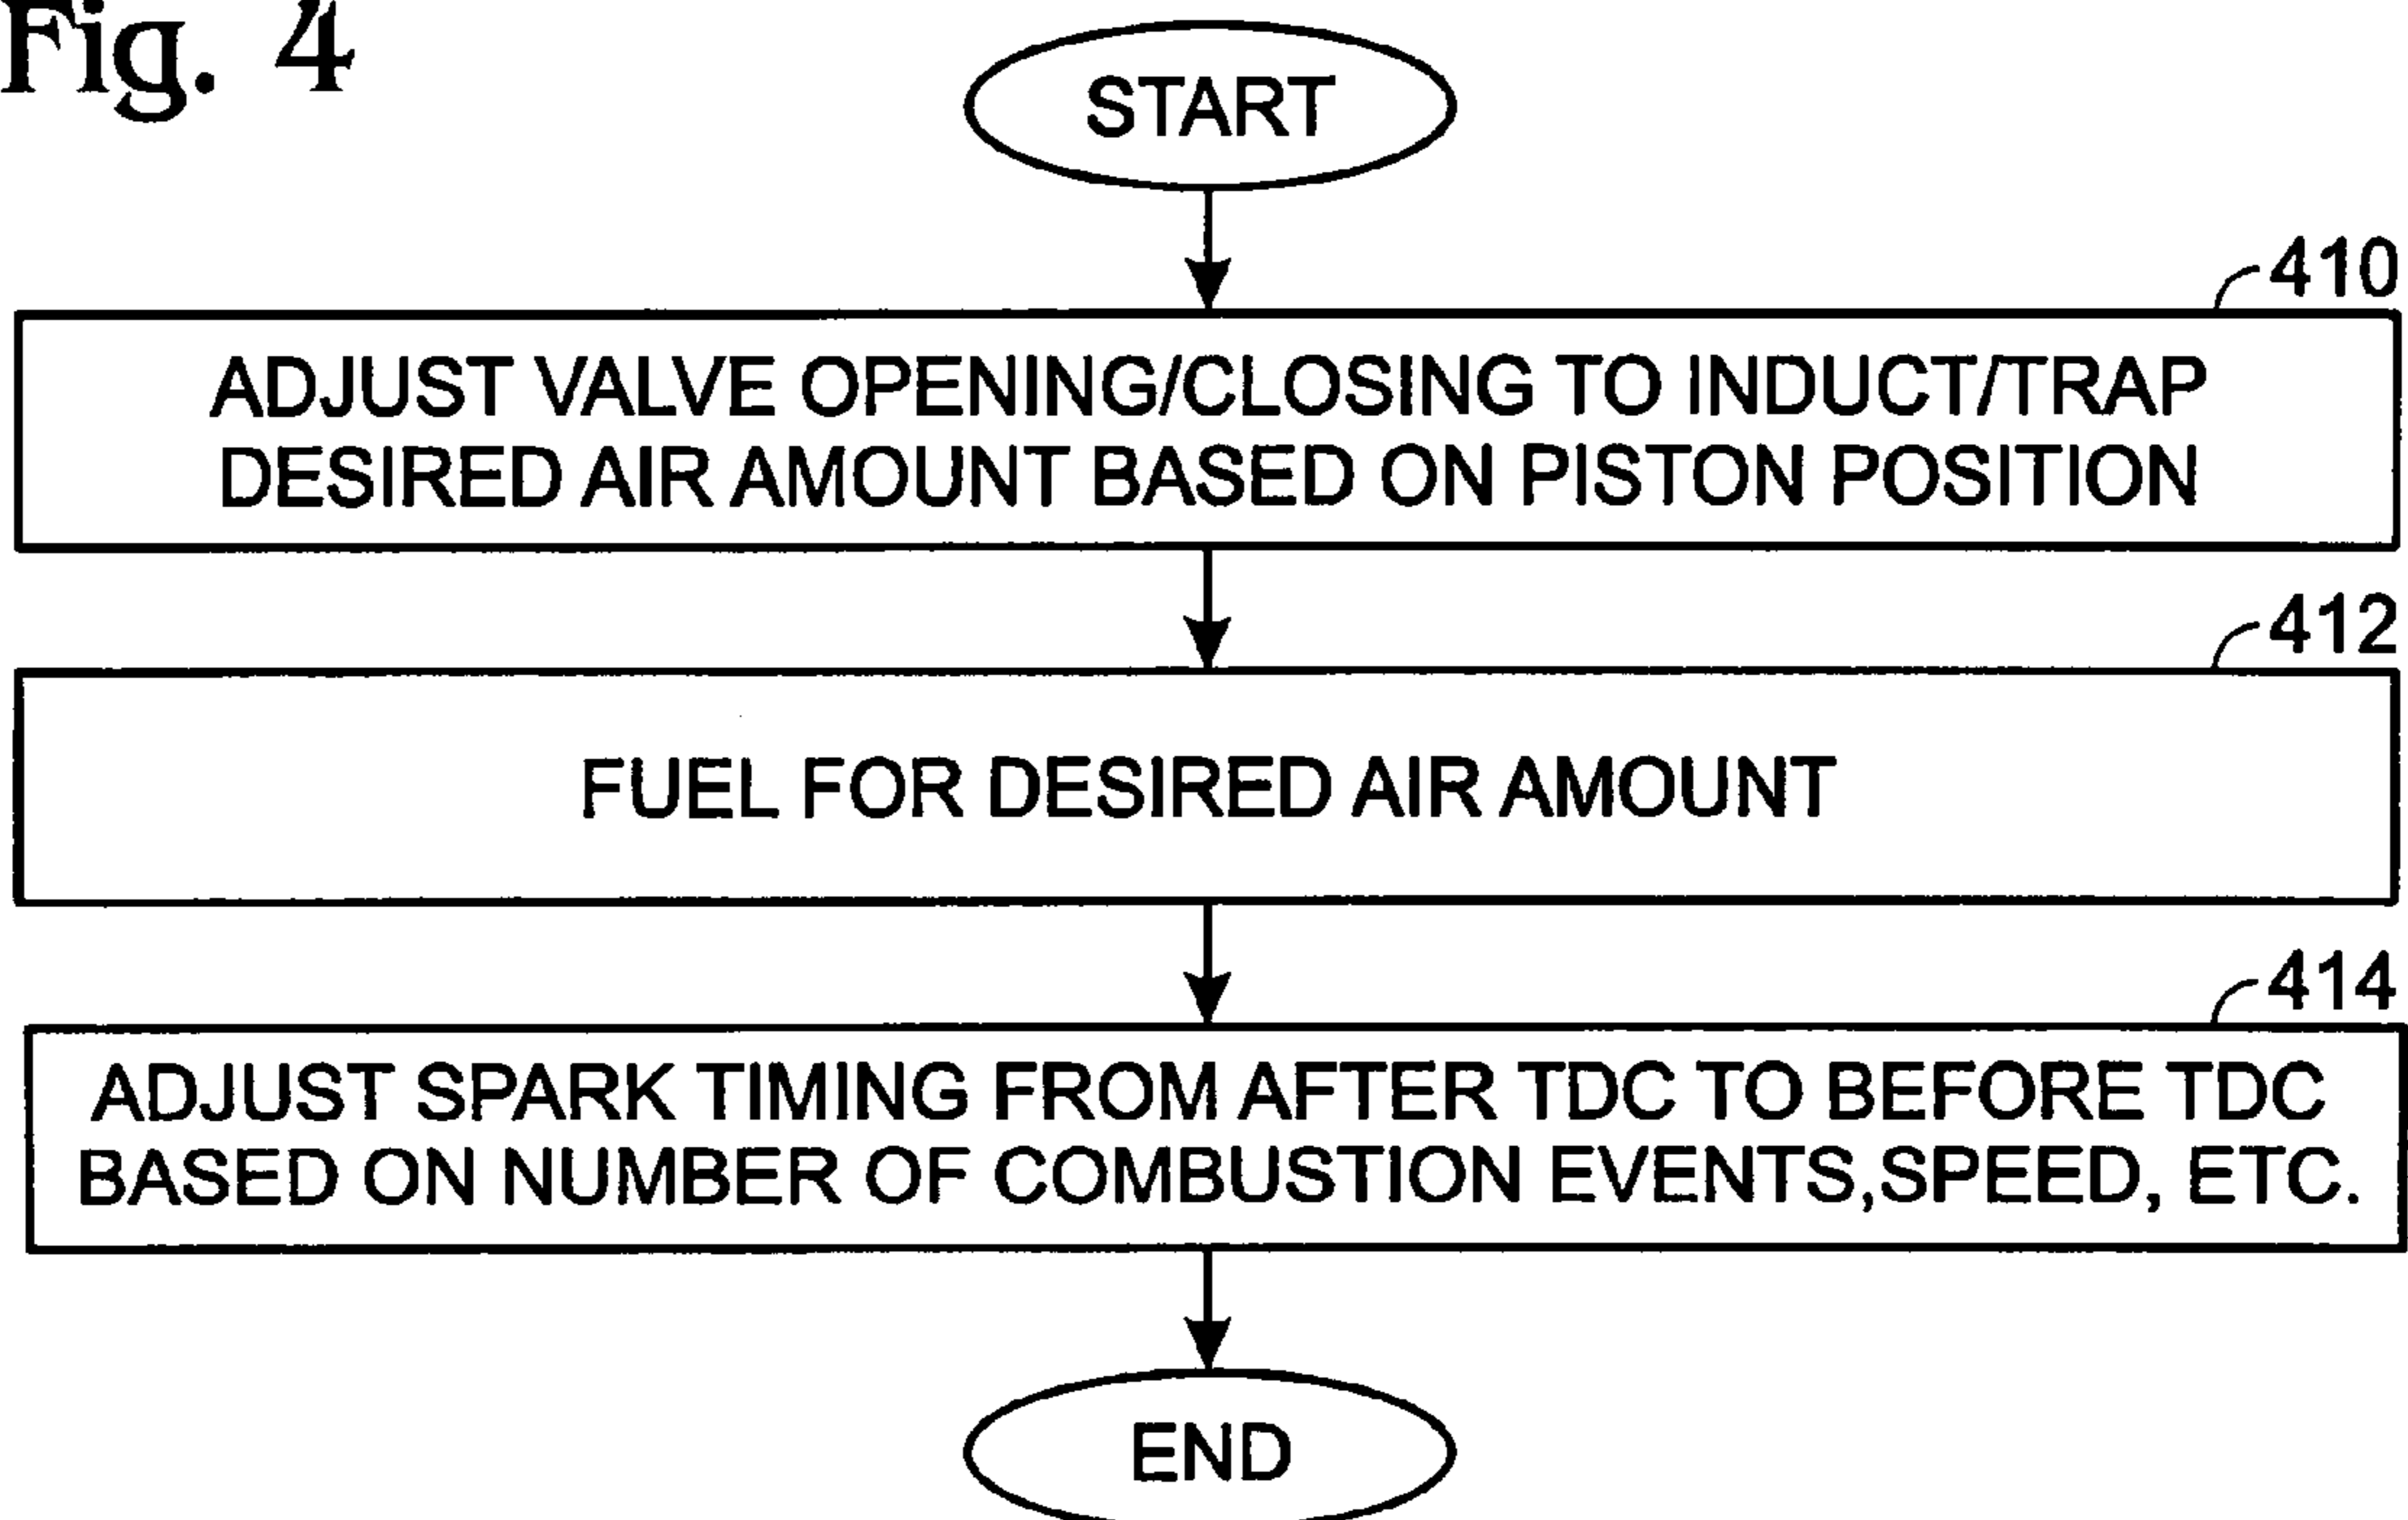 Fig. 4
START
410
ADJUST VALVE OPENING/CLOSING TO INDUCT/TRAP
DESIRED AIR AMOUNT BASED ON PISTON POSITION
412
FUEL FOR DESIRED AIR AMOUNT
414
ADJUST SPARK TIMING FROM AFTER TDC TO BEFORE TDC
BASED ON NUMBER OF COMBUSTION EVENTS,SPEED, ETC.
END